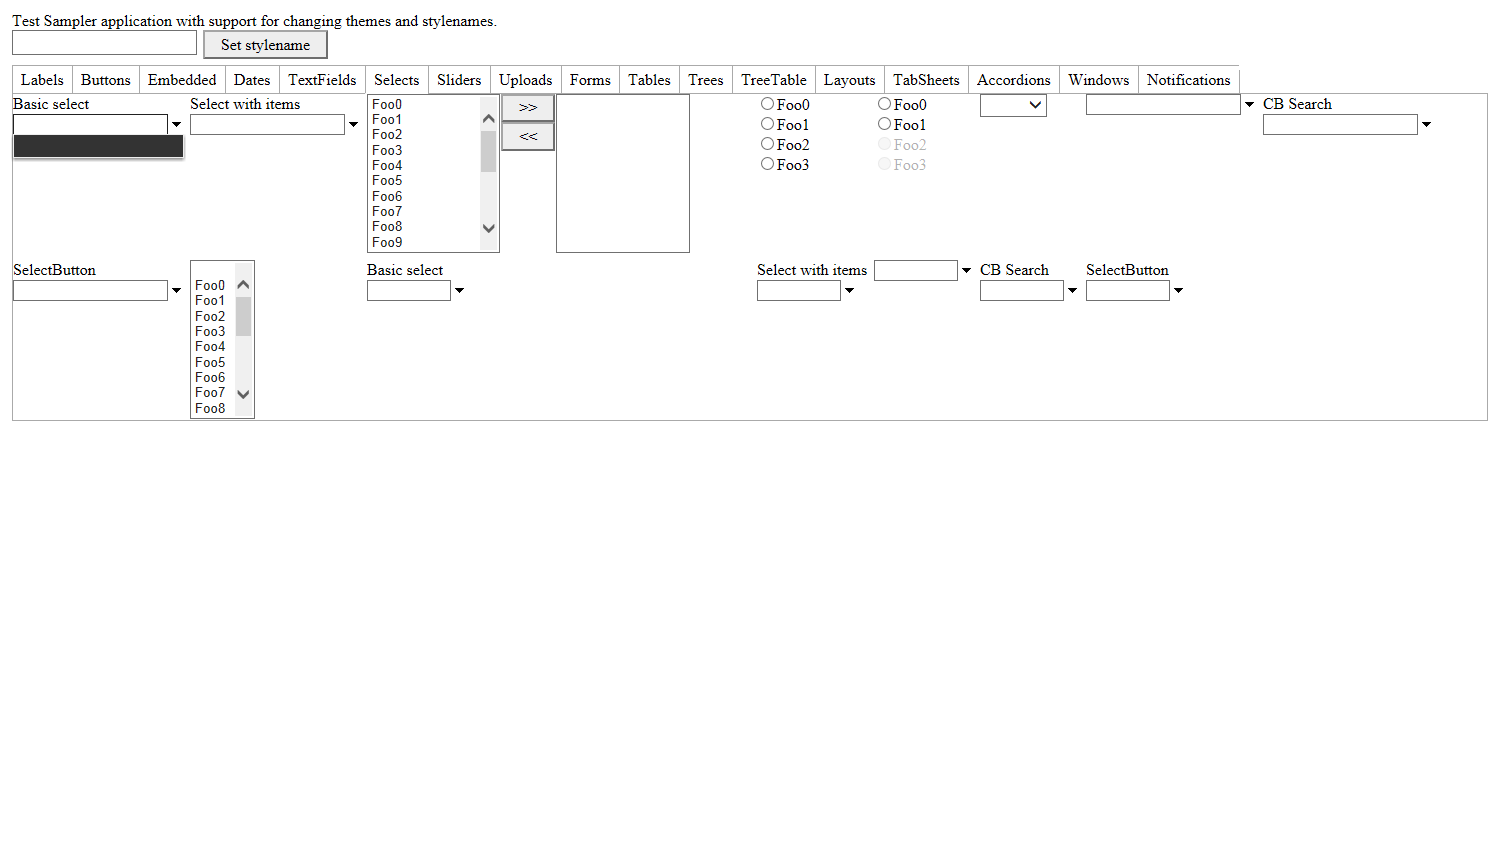 Test Sampler application with support for changing themes and stylenames.
Set stylename
Labels Buttons Embedded Dates TextFields Selects Sliders Uploads Forms Tables Trees TreeTable Layouts TabSheets Accordions Windows Notifications
Basic select
Select with items
Foo0
Foo1
Foo2
Foo3
Foo4
Foo5
Foo6
Foo7
Foo8
Foo9
>>
<<
Foo0
Foo1
Foo2
Foo3
Foo0
Foo1
Foo2
Foo3
CB Search
SelectButton
Foo0
Foo1
Foo2
Foo3
Foo4
Foo5
Foo6
Foo7
Foo8
Basic select
Select with items
CB Search
SelectButton